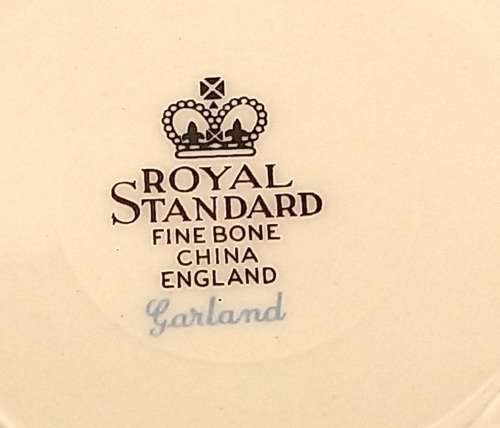 ROYAL
STANDARD
FINE BONE
CHINA
ENGLAND
Garland